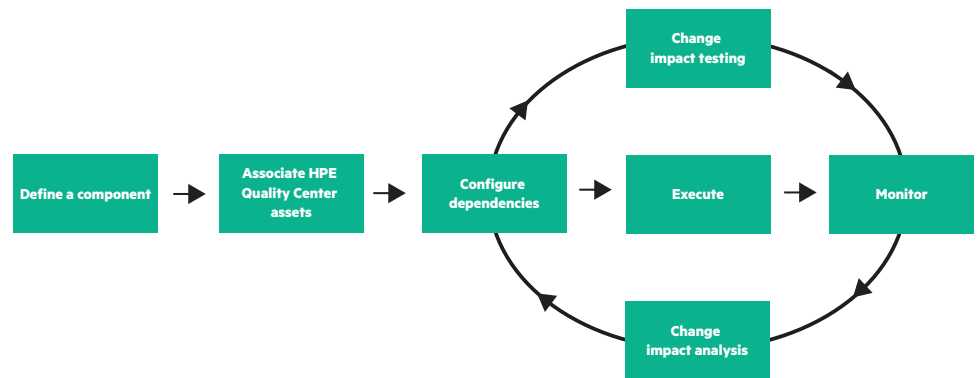 Change
impact testing
Define a component
Associate HPE
Quality Center
assets
Configure
dependencies
Execute
Monitor
Change
impact analysis